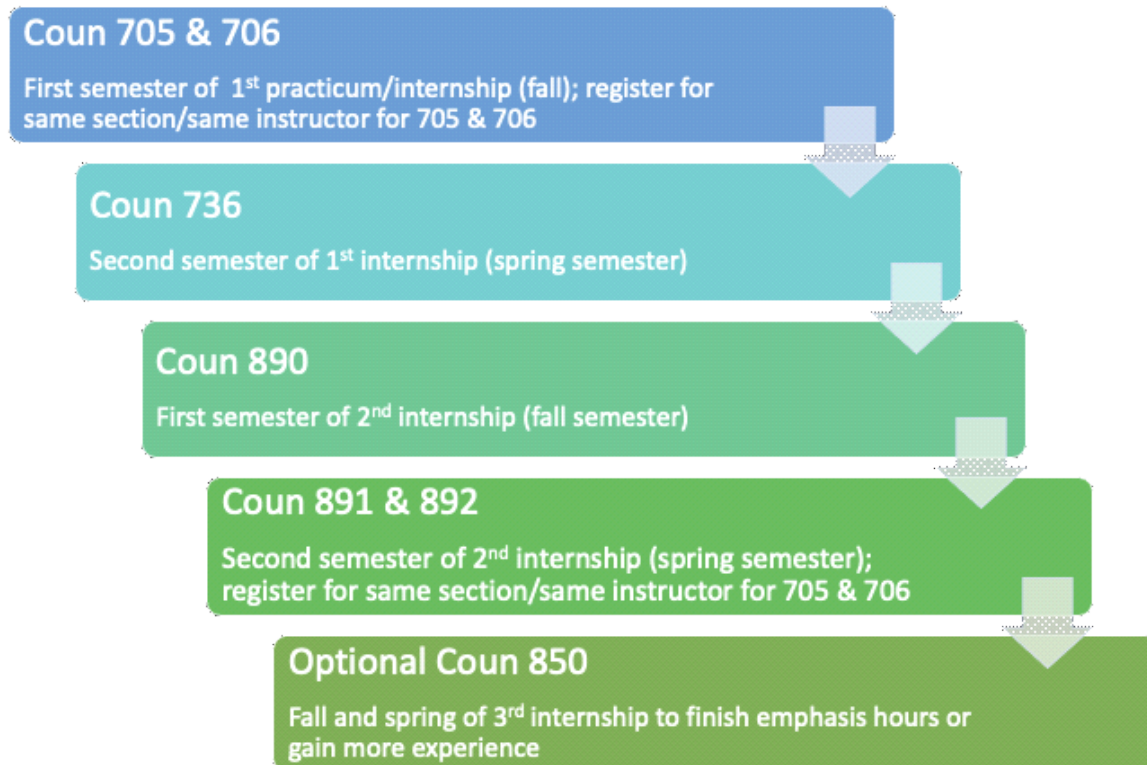 Coun 705 & 706
First semester of 1st practicum/internship (fall); register for
same section/same instructor for 705 & 706
Coun 736
Second semester of 1st internship (spring semester)
Coun 890
First semester of 2nd internship (fall semester)
Coun 891 & 892
Second semester of 2nd internship (spring semester);
register for same section/same instructor for 705 & 706
Optional Coun 850
Fall and spring of 3rd internship to finish emphasis hours or
gain more experience